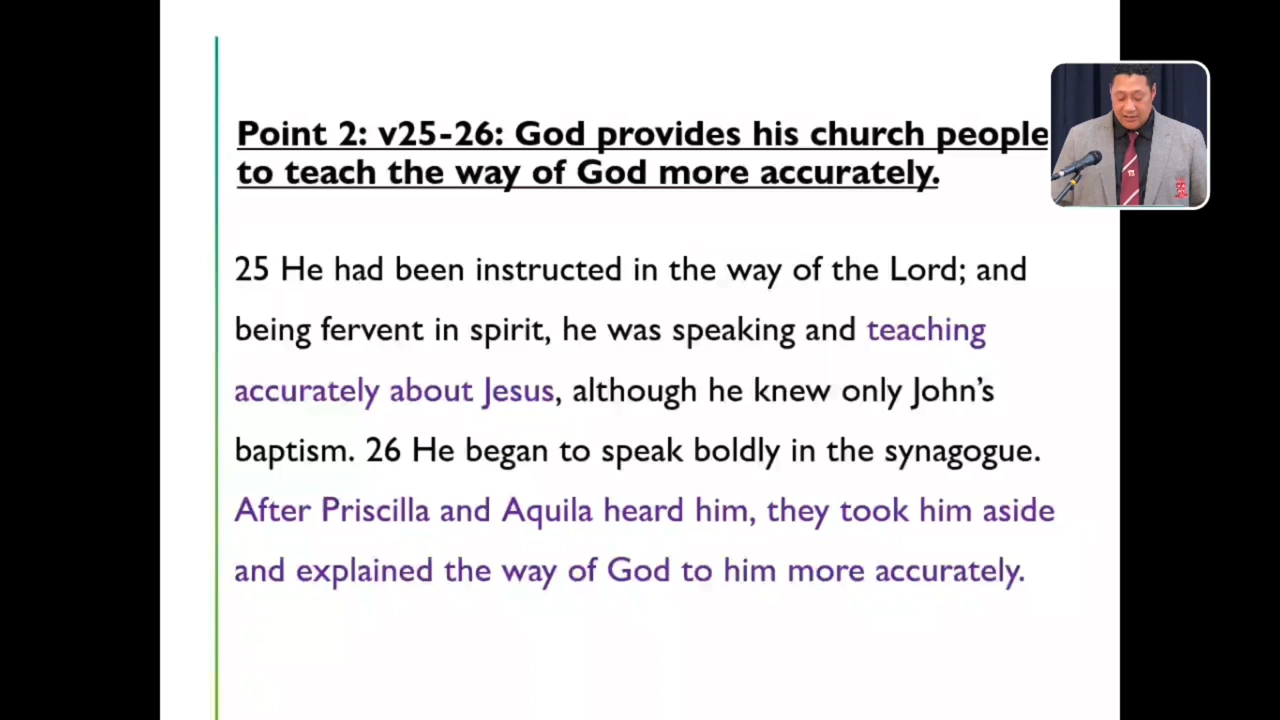 Point 2: v25-26: God provides his church people
to teach the way of God more accurately.
25 He had been instructed in the way of the Lord; and
being fervent in spirit, he was speaking and teaching
accurately about Jesus, although he knew only John’s
baptism. 26 He began to speak boldly in the synagogue.
After Priscilla and Aquila heard him, they took him aside
and explained the way of God to him more accurately.